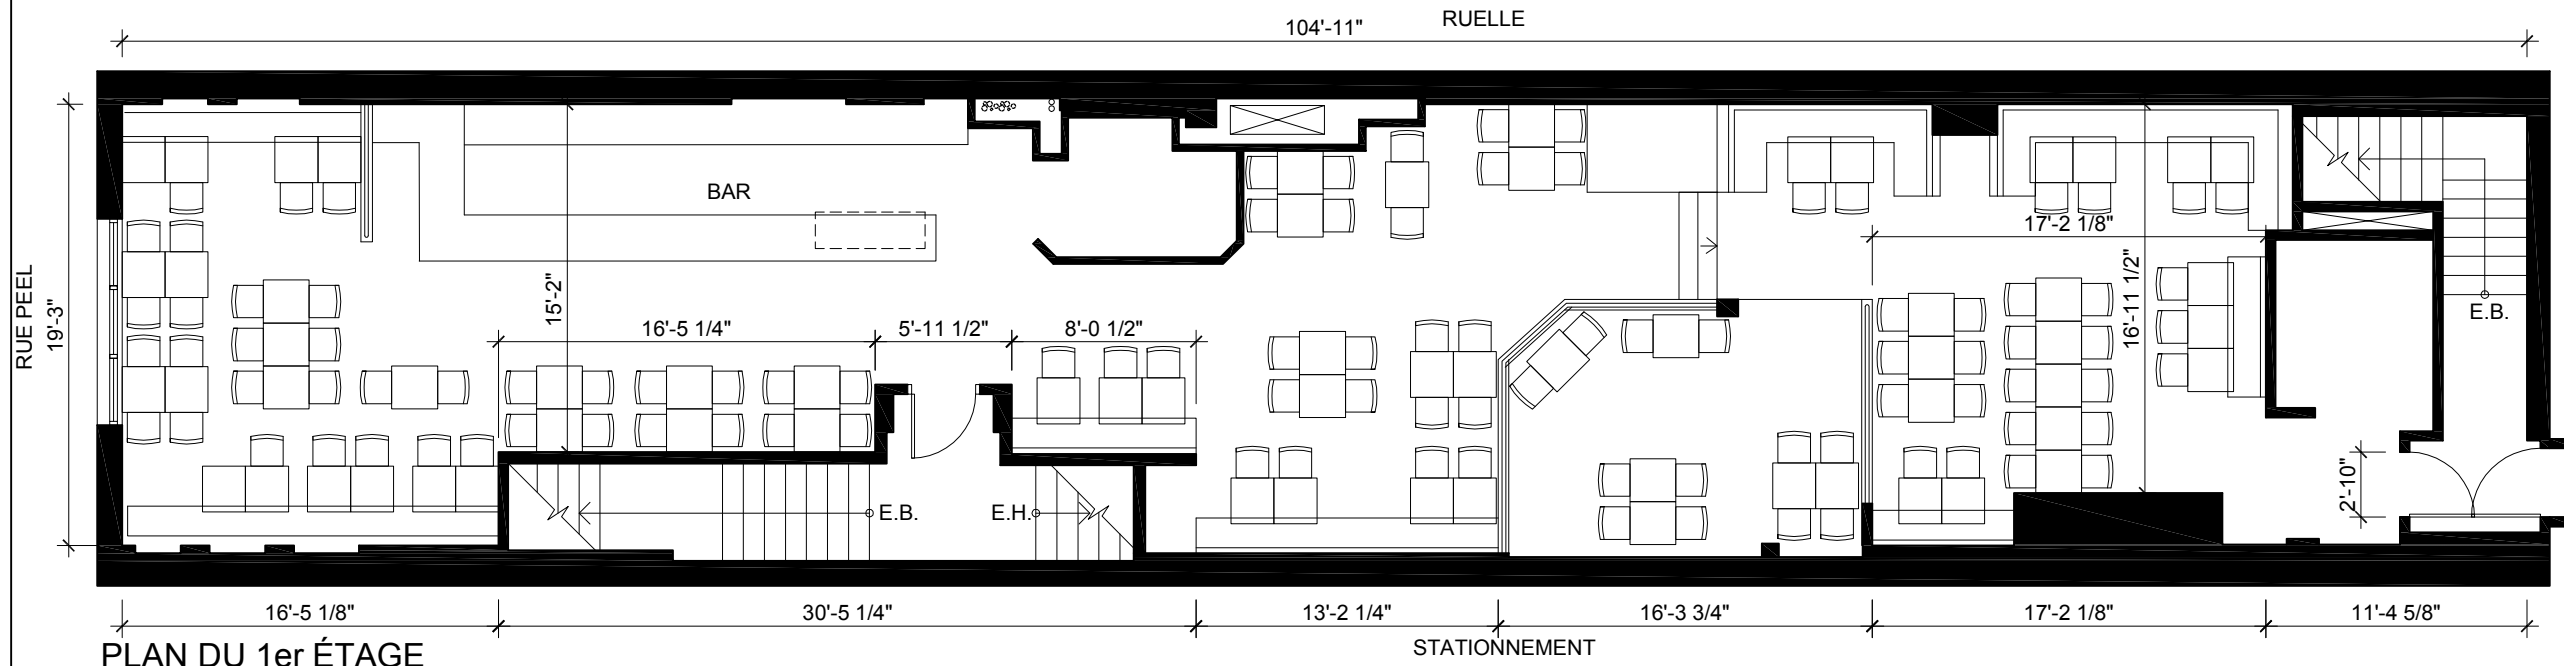 RUELLE
104'-11"
RUE PEEL
19'-3"
BAR
15'-2"
17'-2 1/8"
16'-11 1/2"
16'-5 1/4"
5'-11 1/2"
8'-0 1/2"
E.B.
E.B.
E.H.
2'-10"
16'-5 1/8"
30'-5 1/4"
13'-2 1/4"
16'-3 3/4"
17'-2 1/8"
11'-4 5/8"
STATIONNEMENT
PLAN DU 1er ÉTAGE